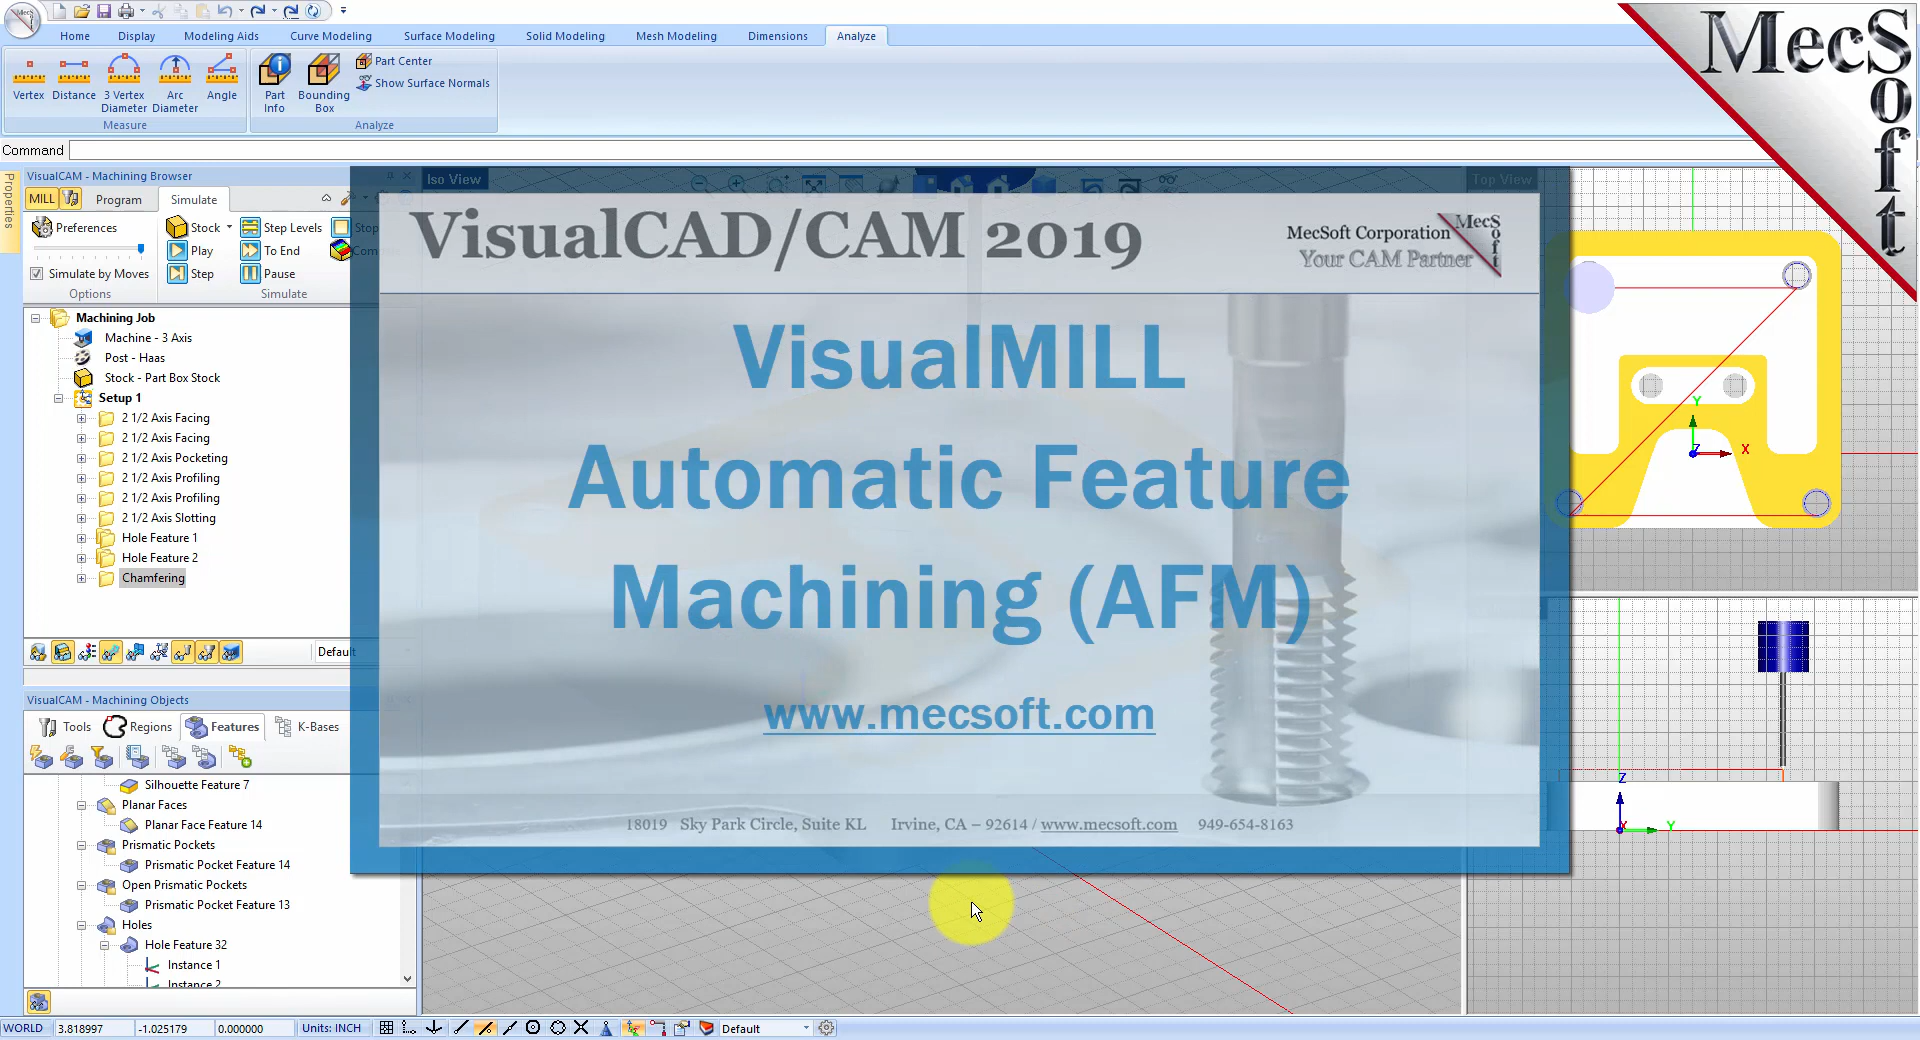 MecSoft
Home Display Modeling Aids Curve Modeling Surface Modeling Solid Modeling Mesh Modeling Dimensions Analyze
Part Center
Show Surface Normals
Vertex Distance 3 Vertex Diameter Arc Diameter Angle Part Info Bounding Box
Measure Analyze
Command
Properties
VisualCAM - Machining Browser
MILL Program Simulate
Preferences Stock Step Levels Stop
Play To End
Simulate by Moves Step Pause
Options Simulate
Machining Job
Machine - 3 Axis
Post - Haas
Stock - Part Box Stock
Setup 1
2 1/2 Axis Facing
2 1/2 Axis Facing
2 1/2 Axis Pocketing
2 1/2 Axis Profiling
2 1/2 Axis Profiling
2 1/2 Axis Slotting
Hole Feature 1
Hole Feature 2
Chamfering
Default
VisualCAM - Machining Objects
Tools Regions Features K-Bases
Silhouette Feature 7
Planar Faces
Planar Face Feature 14
Prismatic Pockets
Prismatic Pocket Feature 14
Open Prismatic Pockets
Prismatic Pocket Feature 13
Holes
Hole Feature 32
Instance 1
Instance 2
Iso View
Top View
VisualCAD/CAM 2019
MecSoft Corporation
Your CAM Partner
MecSoft
VisualMILL
Automatic Feature
Machining (AFM)
www.mecsoft.com
18019 Sky Park Circle, Suite KL Irvine, CA – 92614 / www.mecsoft.com 949-654-8163
Y
Z X
Z
X Y
WORLD 3.818997 -1.025179 0.000000 Units: INCH Default